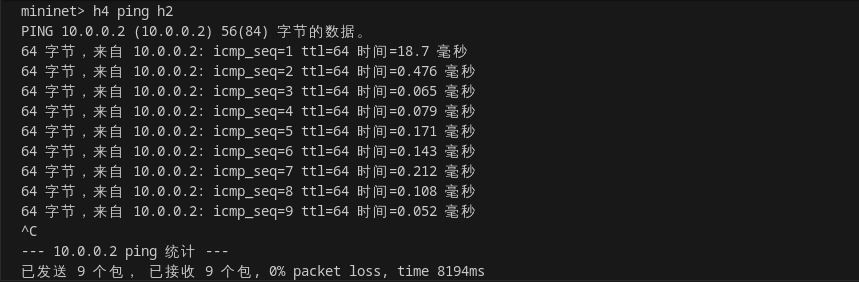 mininet> h4 ping h2
PING 10.0.0.2 (10.0.0.2) 56(84) 字节的数据。
64 字节，来自 10.0.0.2: icmp_seq=1 ttl=64 时间=18.7 毫秒
64 字节，来自 10.0.0.2: icmp_seq=2 ttl=64 时间=0.476 毫秒
64 字节，来自 10.0.0.2: icmp_seq=3 ttl=64 时间=0.065 毫秒
64 字节，来自 10.0.0.2: icmp_seq=4 ttl=64 时间=0.079 毫秒
64 字节，来自 10.0.0.2: icmp_seq=5 ttl=64 时间=0.171 毫秒
64 字节，来自 10.0.0.2: icmp_seq=6 ttl=64 时间=0.143 毫秒
64 字节，来自 10.0.0.2: icmp_seq=7 ttl=64 时间=0.212 毫秒
64 字节，来自 10.0.0.2: icmp_seq=8 ttl=64 时间=0.108 毫秒
64 字节，来自 10.0.0.2: icmp_seq=9 ttl=64 时间=0.052 毫秒
^C
--- 10.0.0.2 ping 统计 ---
已发送 9 个包， 已接收 9 个包, 0% packet loss, time 8194ms